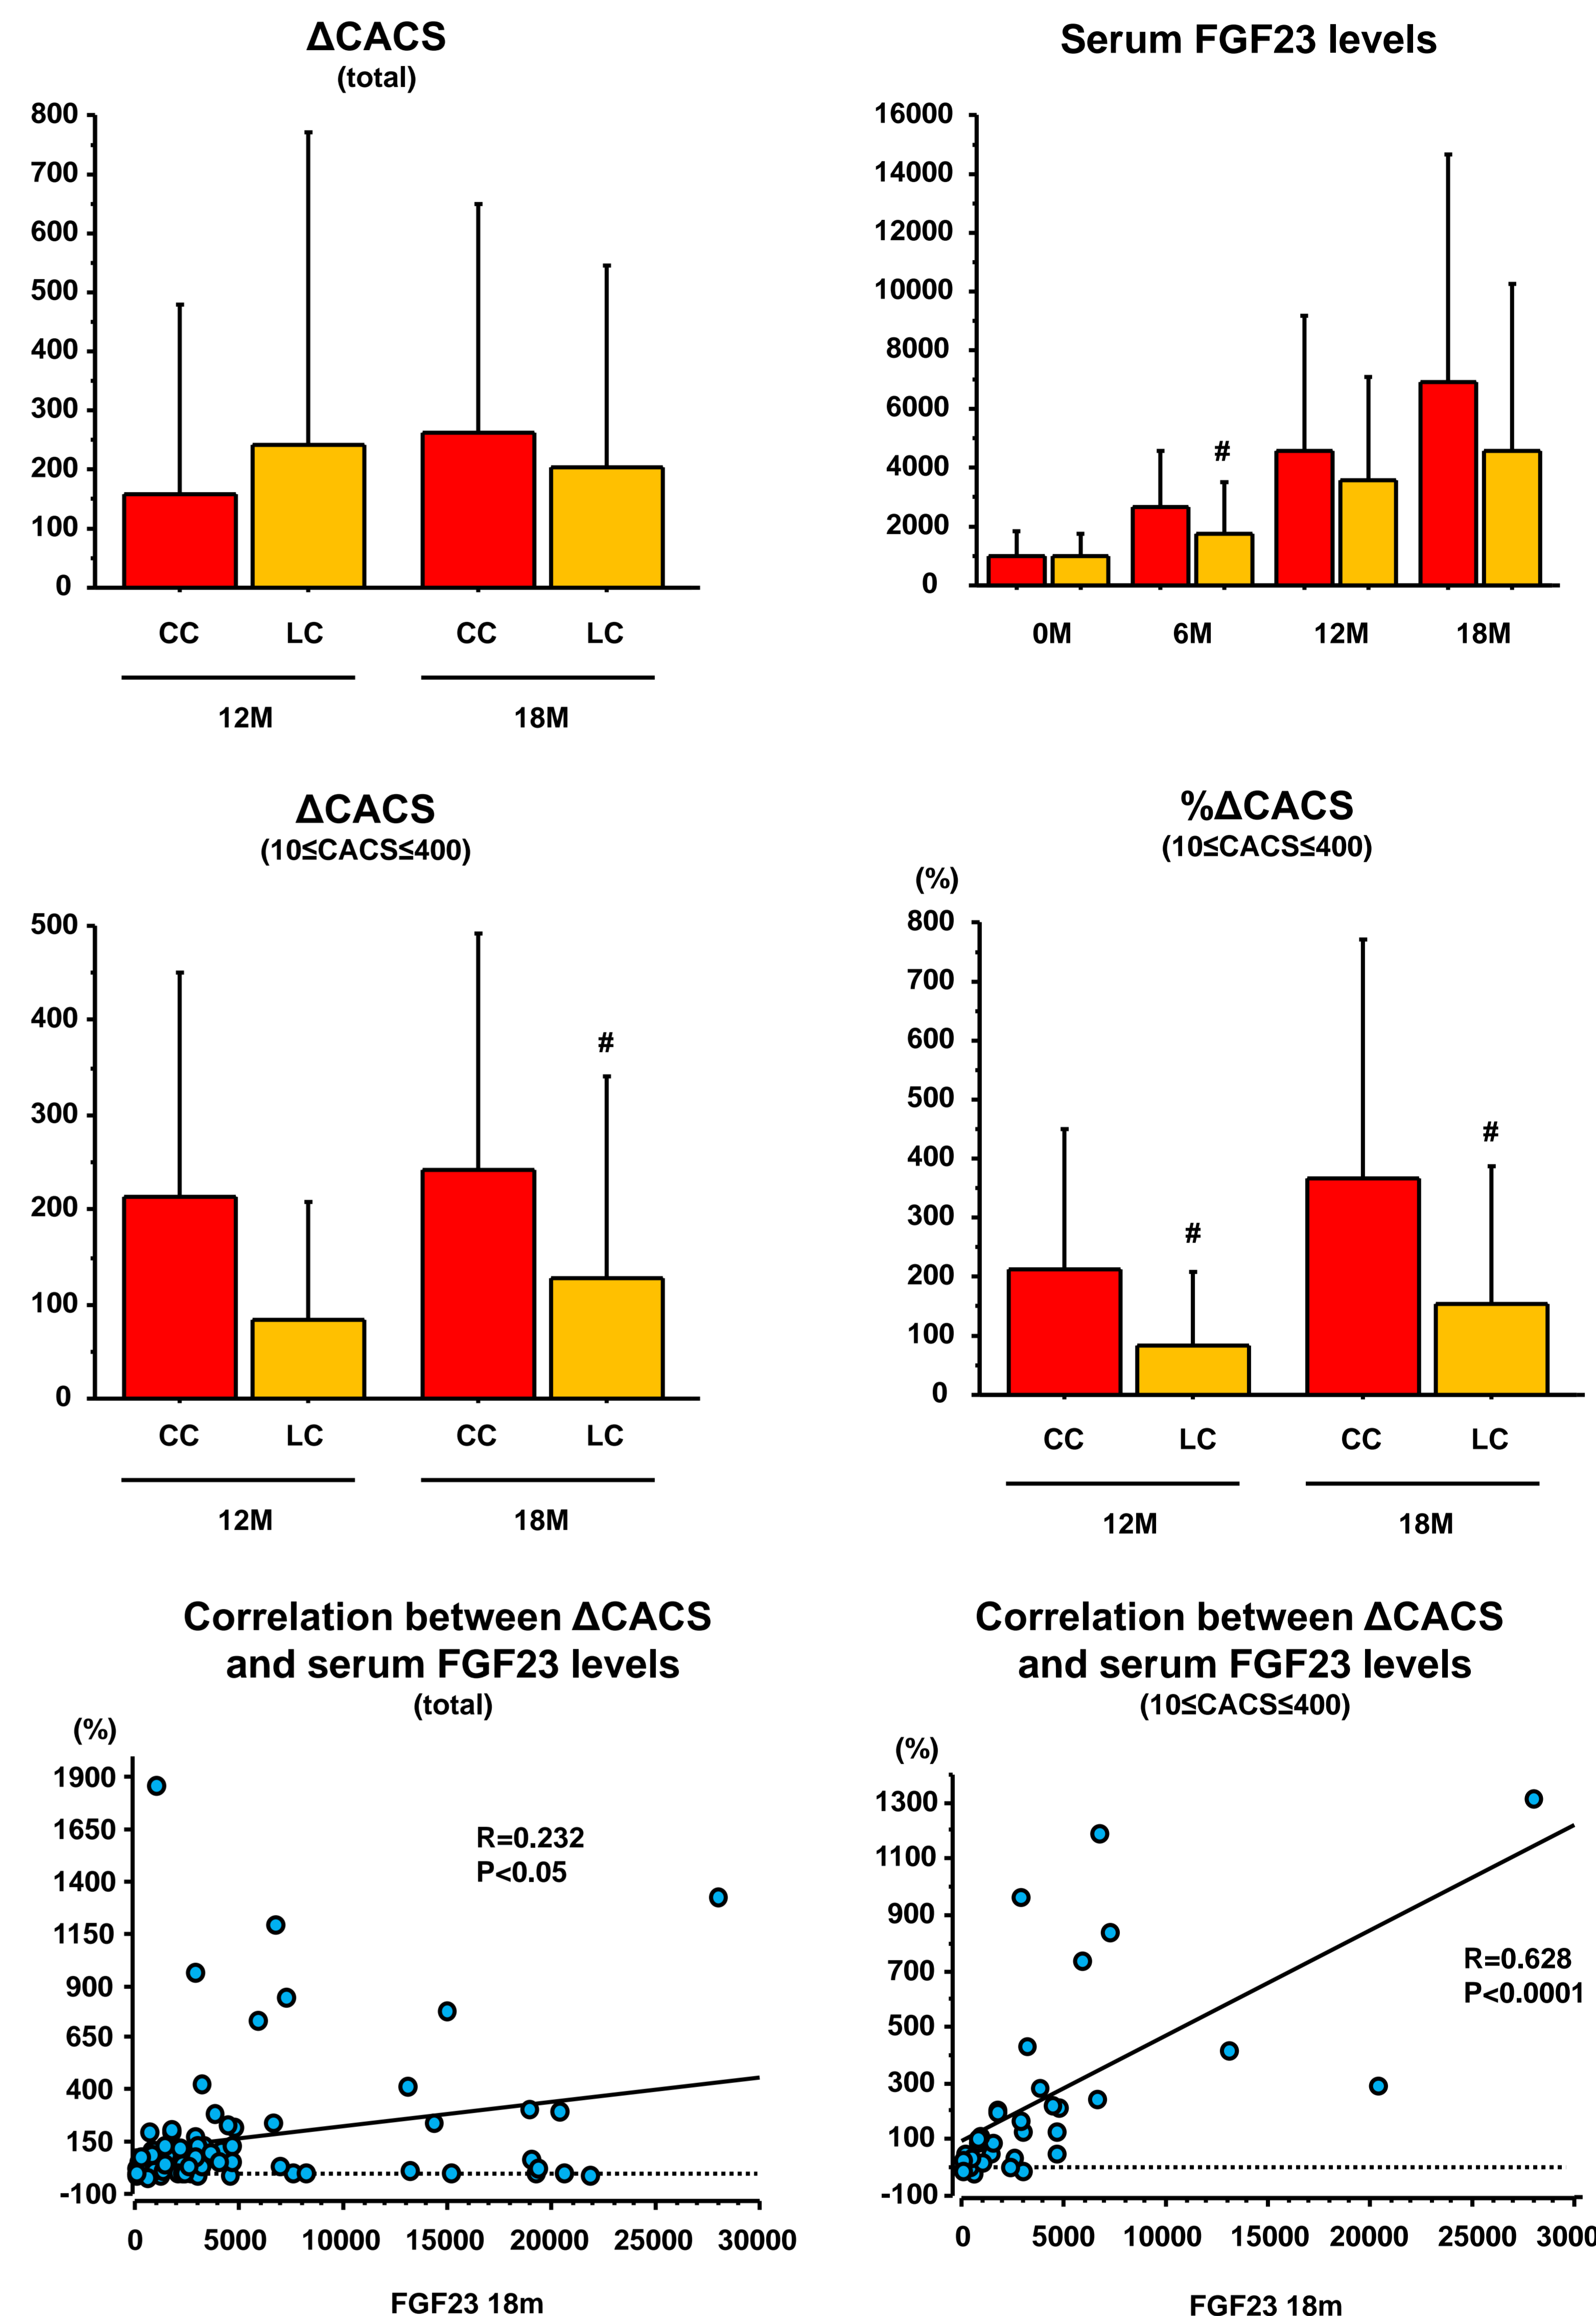 ΔCACS
(total)
800
700
600
500
400
300
200
100
0
CC LC CC LC
12M 18M
Serum FGF23 levels
16000
14000
12000
10000
8000
6000
4000
2000
0
#
0M 6M 12M 18M
ΔCACS
(10≤CACS≤400)
500
400
300
200
100
0
#
CC LC CC LC
12M 18M
%ΔCACS
(10≤CACS≤400)
(%)
800
700
600
500
400
300
200
100
0
#
#
CC LC CC LC
12M 18M
Correlation between ΔCACS
and serum FGF23 levels
(total)
(%)
1900
1650
1400
1150
900
650
400
150
-100
R=0.232
P<0.05
0 5000 10000 15000 20000 25000 30000
FGF23 18m
Correlation between ΔCACS
and serum FGF23 levels
(10≤CACS≤400)
(%)
1300
1100
900
700
500
300
100
-100
R=0.628
P<0.0001
0 5000 10000 15000 20000 25000 3000
FGF23 18m